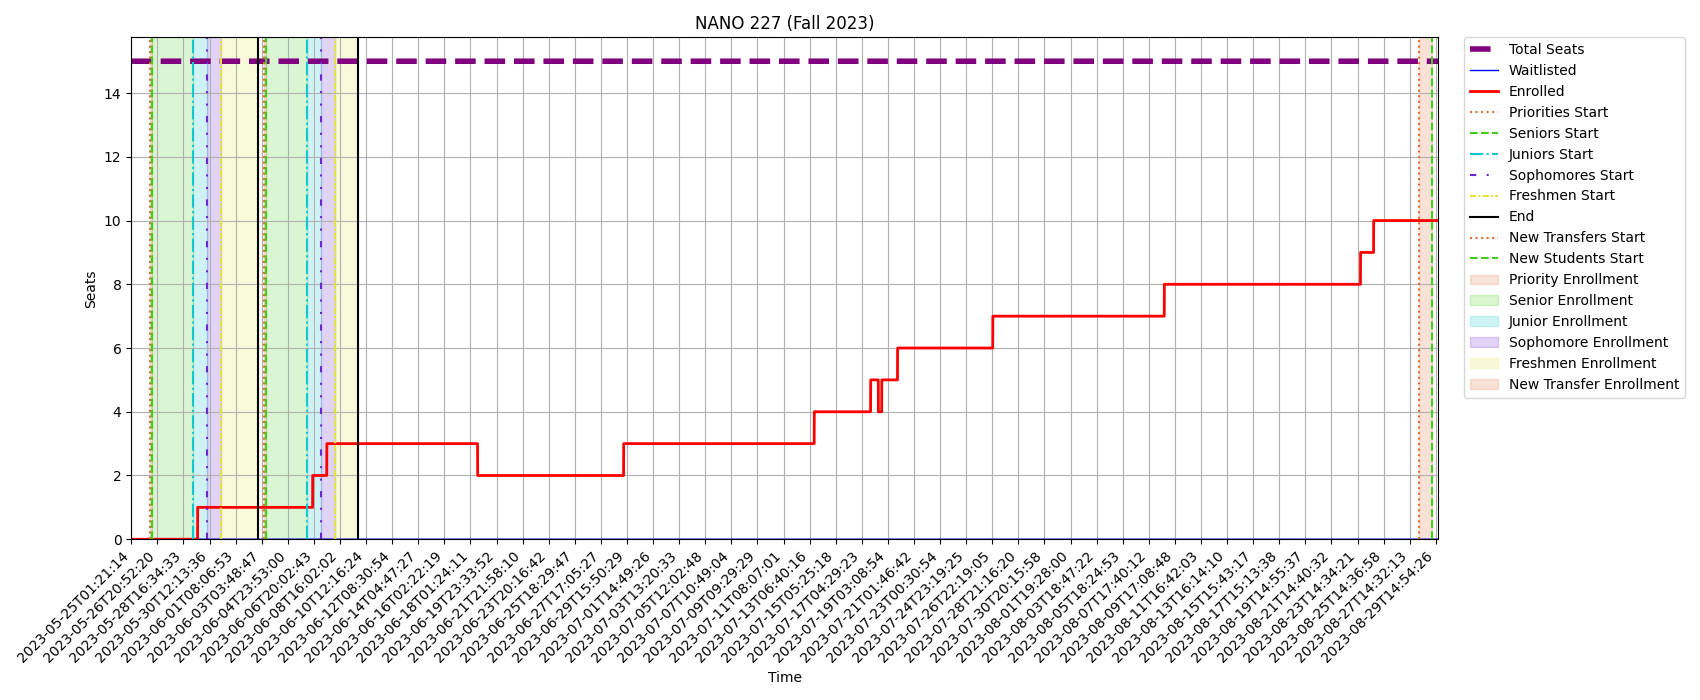 NANO 227 (Fall 2023)
Seats
14
12
10
8
6
4
2
0
2023-05-25T01:21:14
2023-05-26T20:52:20
2023-05-28T16:34:33
2023-05-30T12:13:36
2023-06-01T08:06:53
2023-06-03T03:48:47
2023-06-04T23:53:00
2023-06-06T20:02:43
2023-06-08T16:02:02
2023-06-10T12:16:24
2023-06-12T08:30:54
2023-06-14T04:47:27
2023-06-16T02:22:19
2023-06-18T01:24:11
2023-06-19T23:33:52
2023-06-21T21:58:10
2023-06-23T20:16:42
2023-06-25T18:29:47
2023-06-27T17:05:27
2023-06-29T15:50:29
2023-07-01T14:49:26
2023-07-03T13:20:33
2023-07-05T12:02:48
2023-07-07T10:49:04
2023-07-09T09:29:29
2023-07-11T08:07:01
2023-07-13T06:40:16
2023-07-15T05:25:18
2023-07-17T04:29:23
2023-07-19T03:08:54
2023-07-21T01:46:42
2023-07-23T00:30:54
2023-07-24T23:19:25
2023-07-26T22:19:05
2023-07-28T21:16:20
2023-07-30T20:15:58
2023-08-01T19:28:00
2023-08-03T18:47:22
2023-08-05T18:24:53
2023-08-07T17:40:12
2023-08-09T17:08:48
2023-08-11T16:42:03
2023-08-13T16:14:10
2023-08-15T15:43:17
2023-08-17T15:13:38
2023-08-19T14:55:37
2023-08-21T14:40:32
2023-08-23T14:34:21
2023-08-25T14:36:58
2023-08-27T14:32:13
2023-08-29T14:54:26
Time
Total Seats
Waitlisted
Enrolled
Priorities Start
Seniors Start
Juniors Start
Sophomores Start
Freshmen Start
End
New Transfers Start
New Students Start
Priority Enrollment
Senior Enrollment
Junior Enrollment
Sophomore Enrollment
Freshmen Enrollment
New Transfer Enrollment